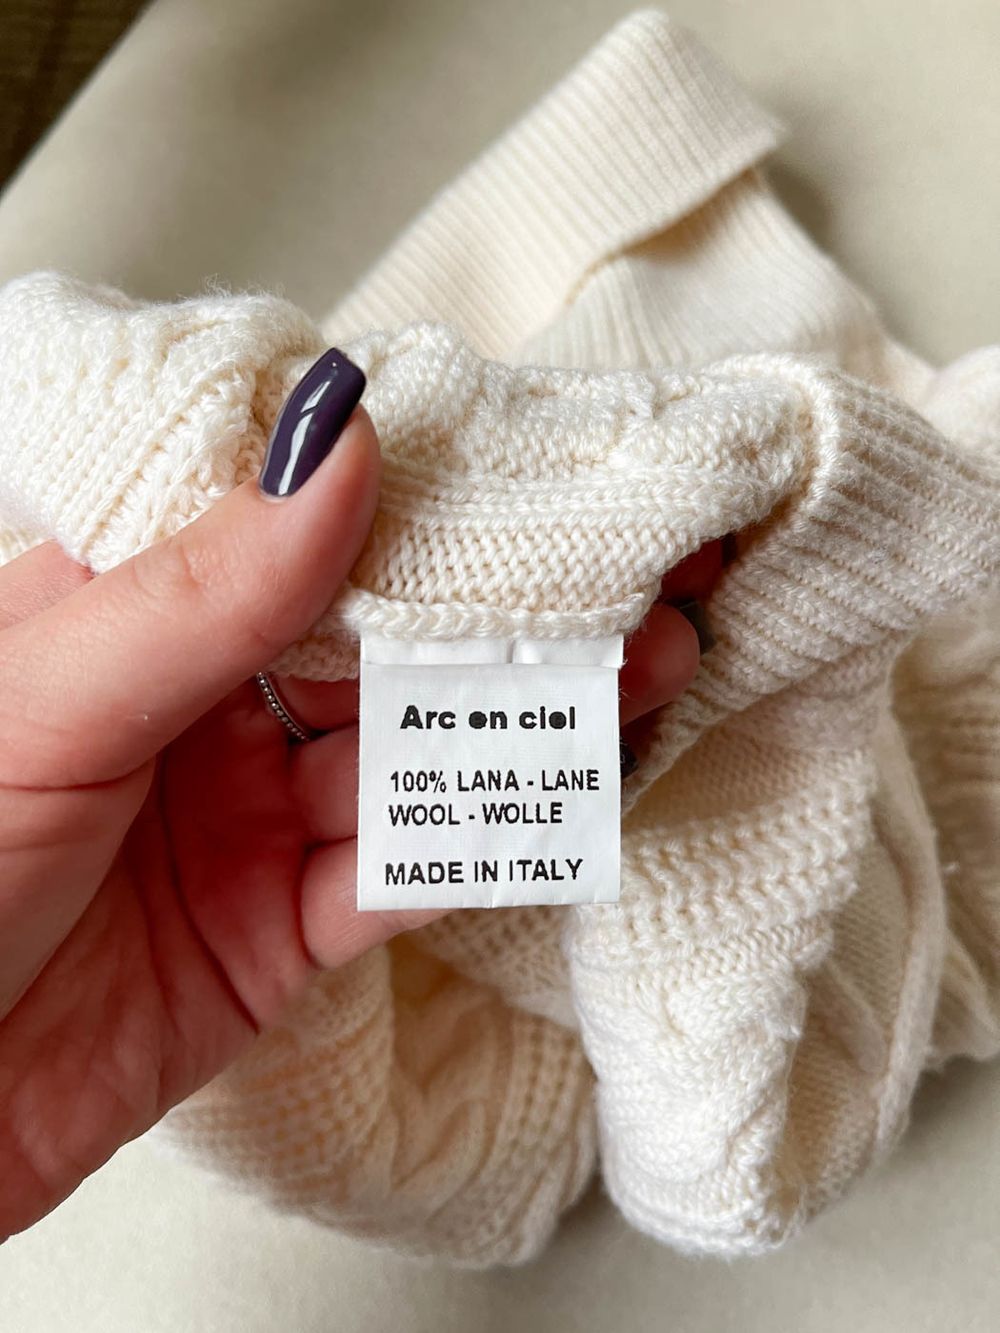 Arc en ciel
100% LANA - LANE
WOOL - WOLLE
MADE IN ITALY